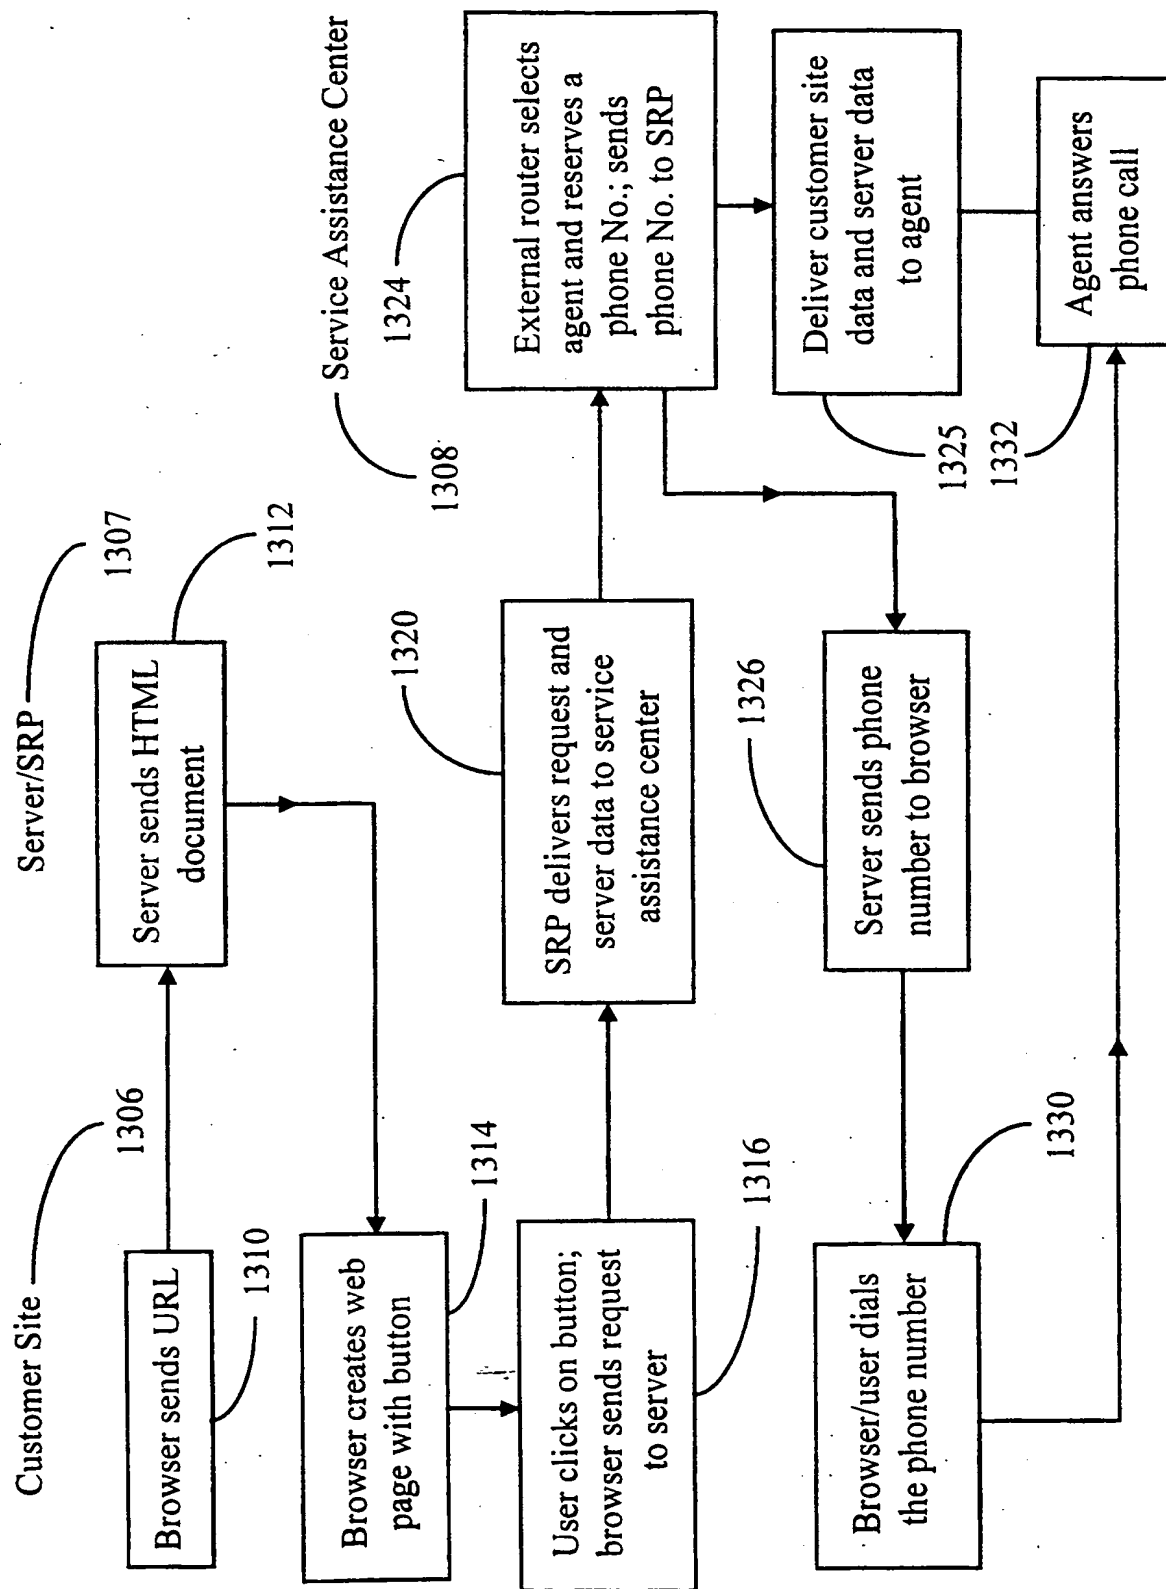 Customer Site
1306
Server/SRP
1307
Service Assistance Center
1308
Browser sends URL
1310
Server sends HTML
document
1312
Browser creates web
page with button
1314
User clicks on button;
browser sends request
to server
1316
SRP delivers request and
server data to service
assistance center
1320
External router selects
agent and reserves a
phone No.; sends
phone No. to SRP
1324
Deliver customer site
data and server data
to agent
1325
Server sends phone
number to browser
1326
Browser/user dials
the phone number
1330
Agent answers
phone call
1332